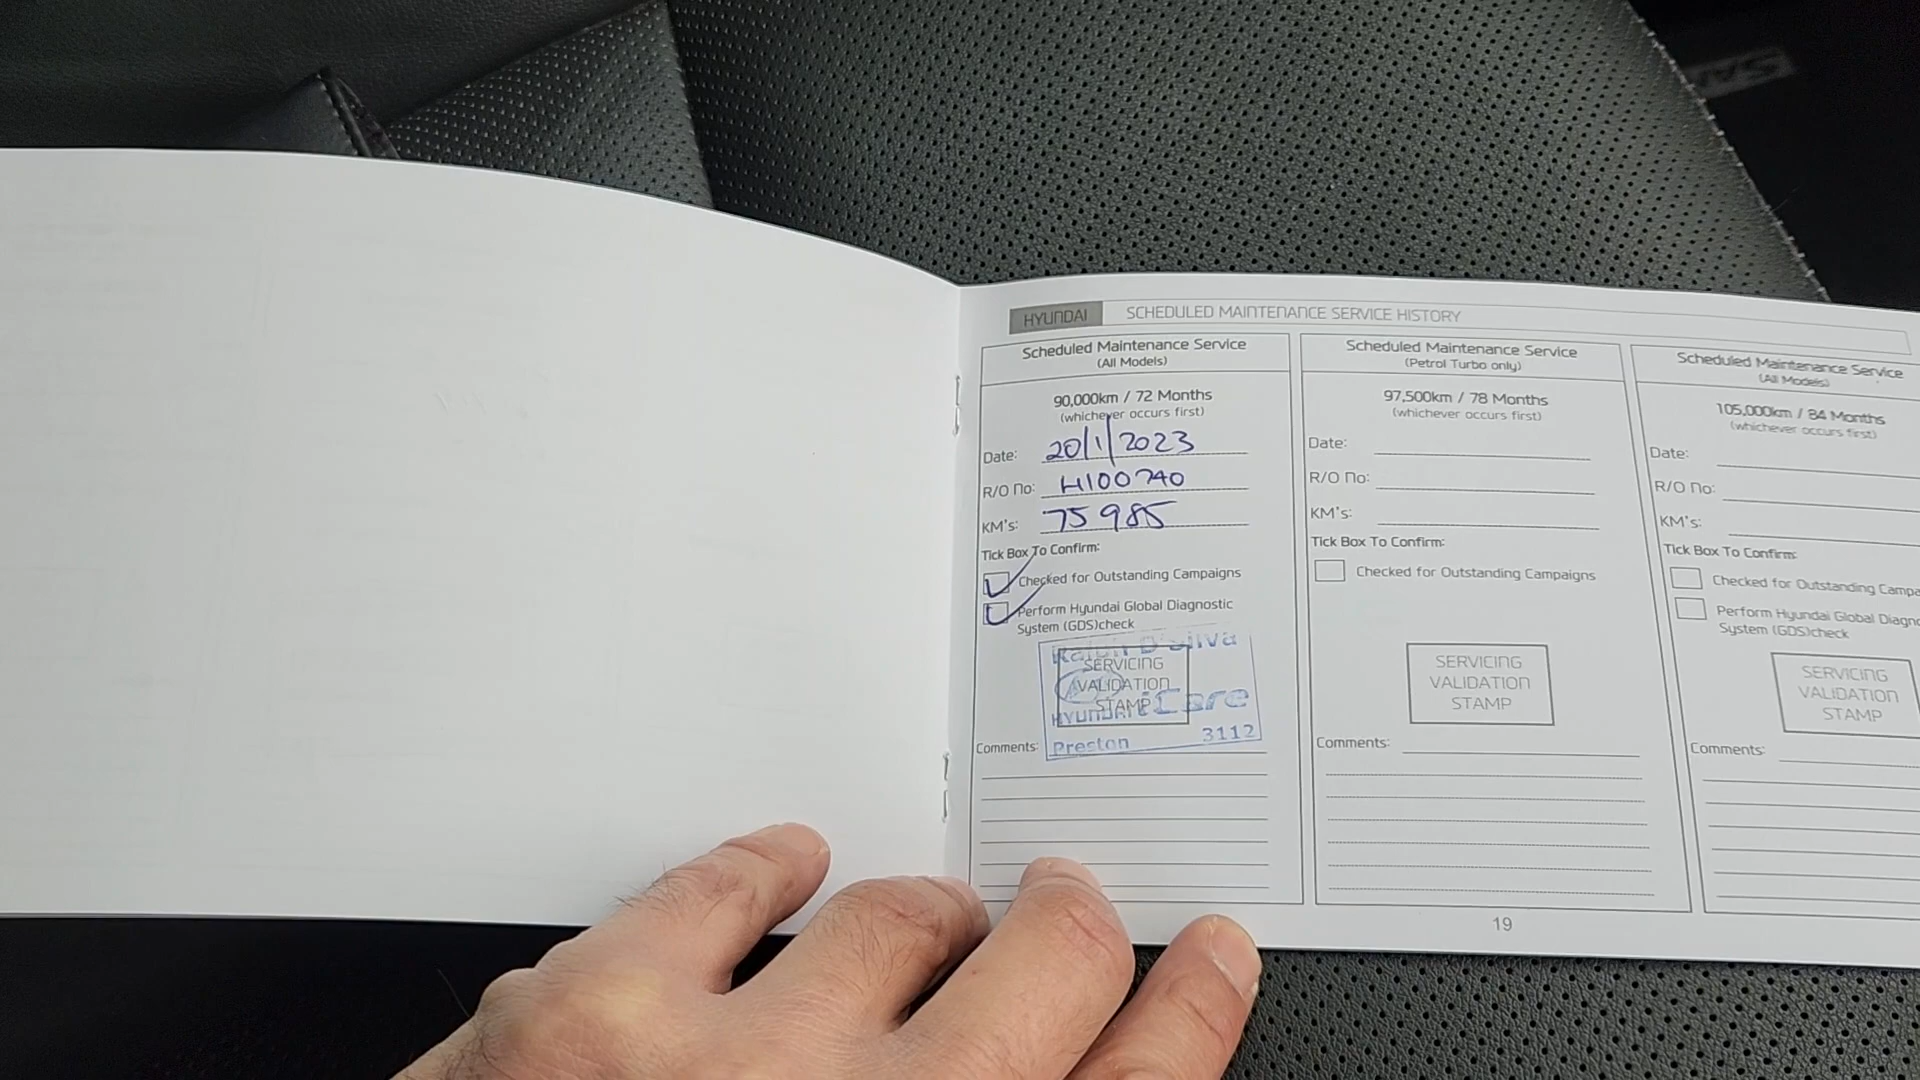 HYUNDAI SCHEDULED MAINTENANCE SERVICE HISTORY
Scheduled Maintenance Service
(All Models)
90,000km / 72 Months
(whichever occurs first)
Date: 20/1/2023
R/O No: H100740
KM's: 75985
Tick Box To Confirm:
Checked for Outstanding Campaigns
Perform Hyundai Global Diagnostic
System (GDS)check
SERVICING
VALIDATION
STAMP
HYUNDAI iCare
Preston 3112
Comments:
Scheduled Maintenance Service
(Petrol Turbo only)
97,500km / 78 Months
(whichever occurs first)
Date:
R/O No:
KM's:
Tick Box To Confirm:
Checked for Outstanding Campaigns
SERVICING
VALIDATION
STAMP
Comments:
Scheduled Maintenance Service
(All Models)
105,000km / 84 Months
(whichever occurs first)
Date:
R/O No:
KM's:
Tick Box To Confirm:
Checked for Outstanding Campa
Perform Hyundai Global Diagno
System (GDS)check
SERVICING
VALIDATION
STAMP
Comments:
19